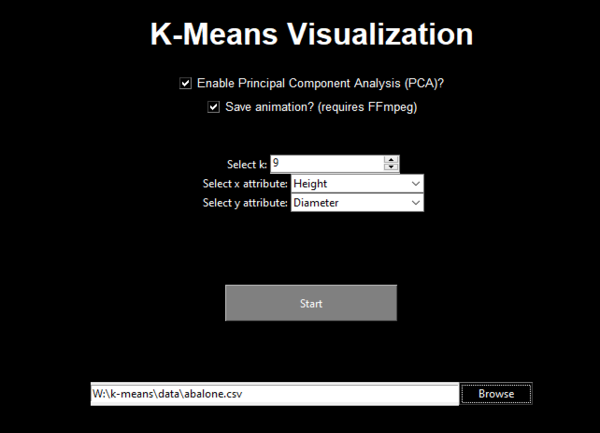 K-Means Visualization
Enable Principal Component Analysis (PCA)?
Save animation? (requires FFmpeg)
Select k: 9
Select x attribute: Height
Select y attribute: Diameter
Start
W:\k-means\data\abalone.csv Browse